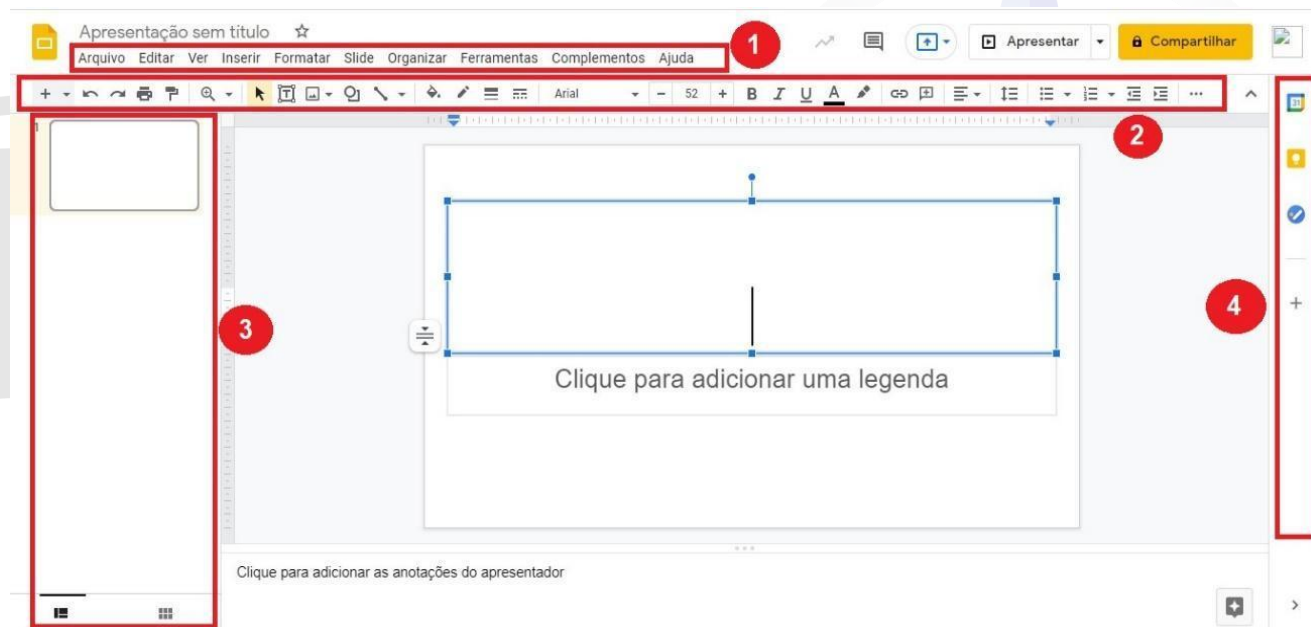 Apresentação sem título
Arquivo Editar Ver Inserir Formatar Slide Organizar Ferramentas Complementos Ajuda
1
Apresentar
Compartilhar
Arial
52
B I U A
31
2
1
3
4
Clique para adicionar uma legenda
Clique para adicionar as anotações do apresentador